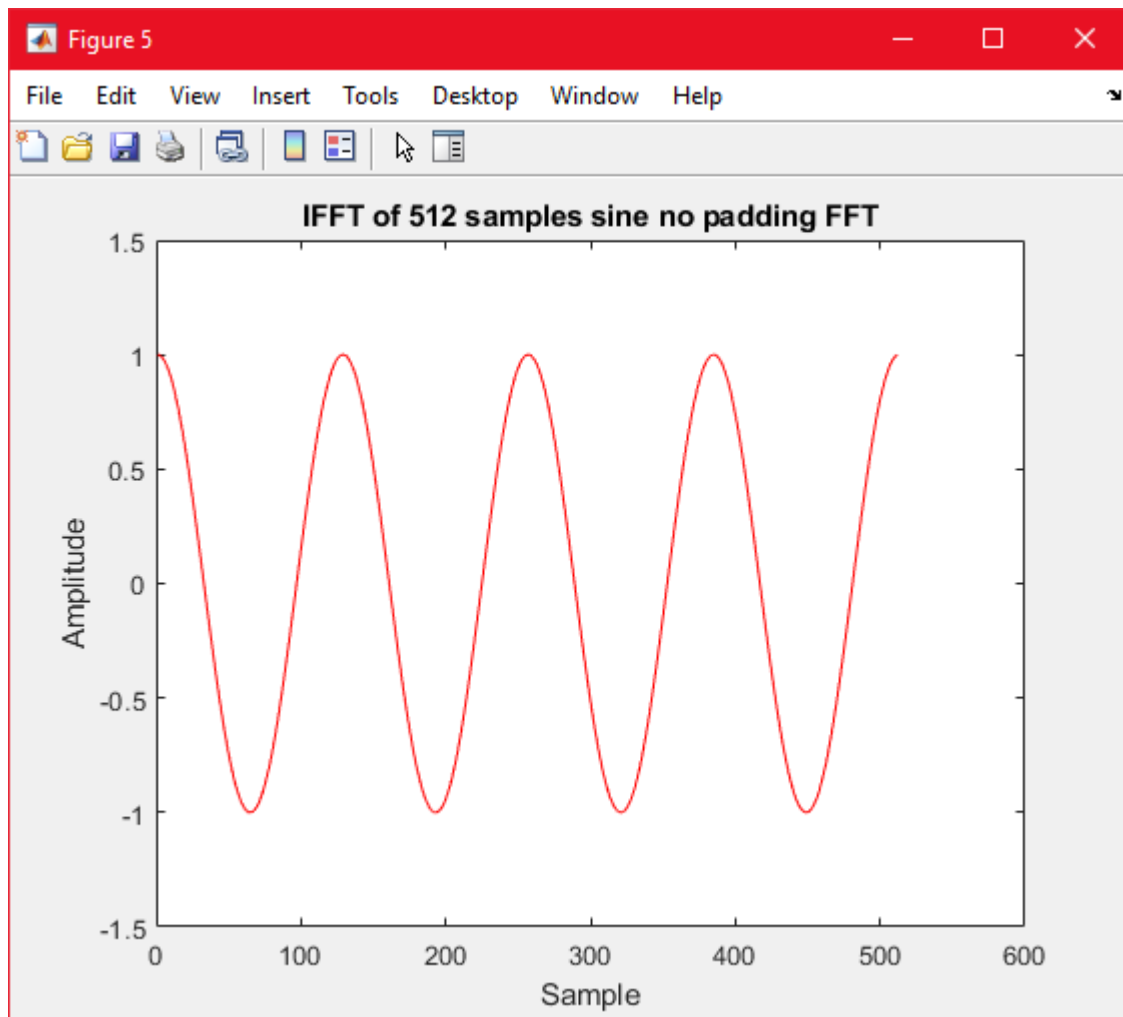 Figure 5
File Edit View Insert Tools Desktop Window Help
IFFT of 512 samples sine no padding FFT
1.5
1
0.5
0
-0.5
-1
-1.5
Amplitude
0 100 200 300 400 500 600
Sample